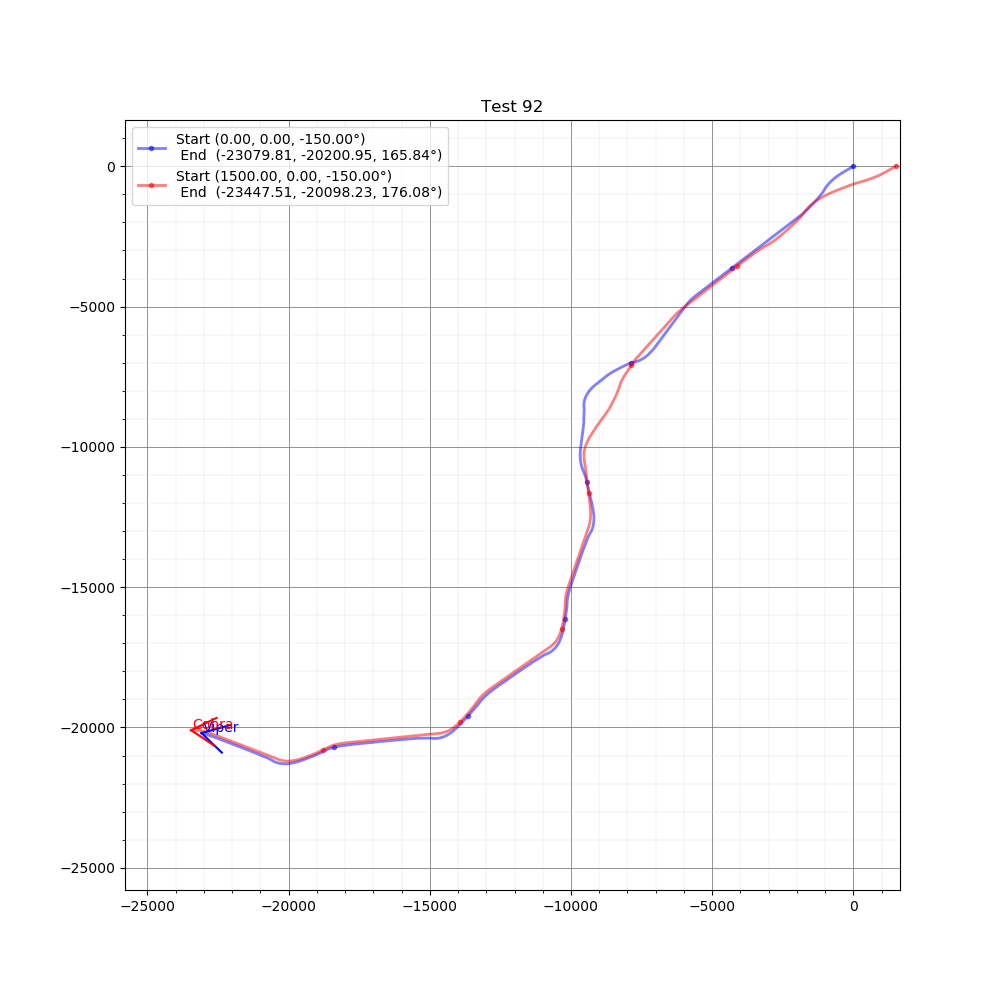 Test 92
Start (0.00, 0.00, -150.00°)
End (-23079.81, -20200.95, 165.84°)
Start (1500.00, 0.00, -150.00°)
End (-23447.51, -20098.23, 176.08°)
0
−5000
−10000
−15000
−20000
−25000
Cobra
Viper
−25000 −20000 −15000 −10000 −5000 0